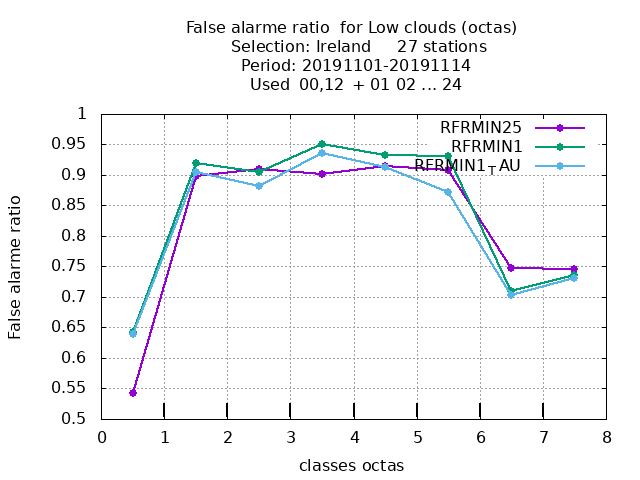 False alarme ratio  for Low clouds (octas)
Selection: Ireland     27 stations
Period: 20191101-20191114
Used  00,12  + 01 02 ... 24
1
0.95
0.9
0.85
0.8
0.75
0.7
0.65
0.6
0.55
0.5
False alarme ratio
RFRMIN25
RFRMIN1
RFRMIN1TAU
0 1 2 3 4 5 6 7 8
classes octas